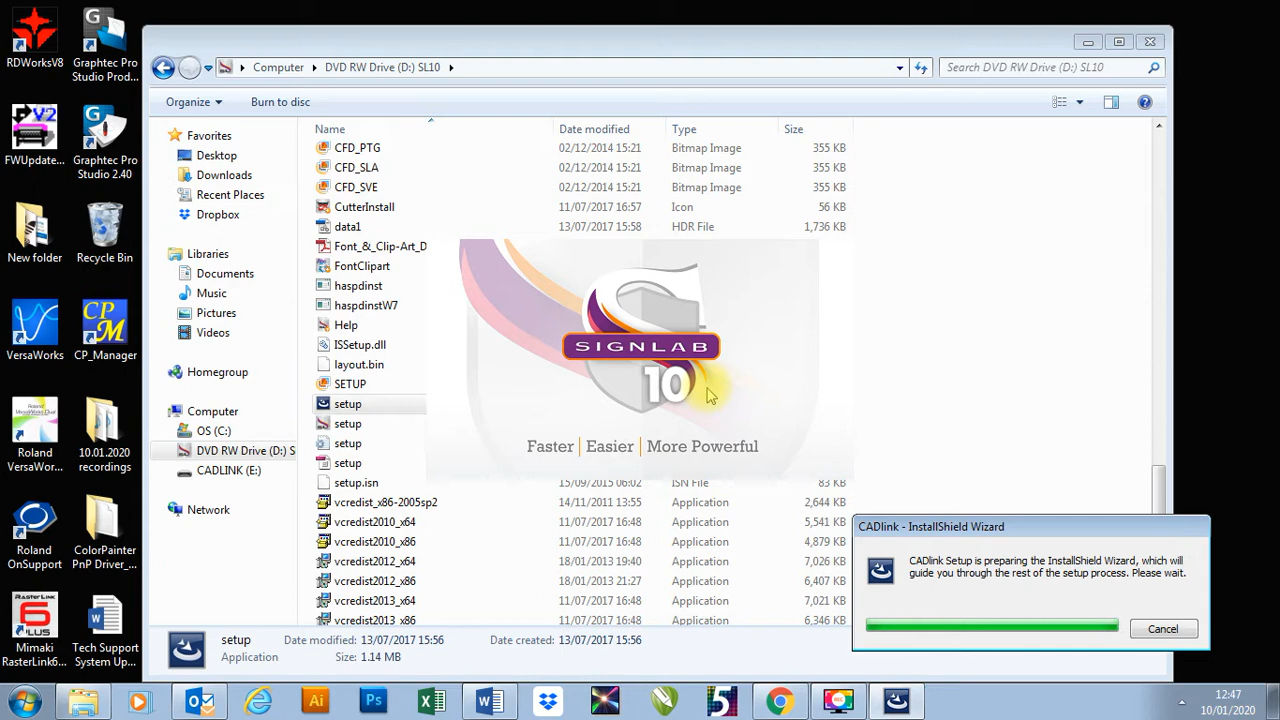 RDWorksV8
Graphtec Pro
Studio Prod...
FWUpdate...
Graphtec Pro
Studio 2.40
New folder
Recycle Bin
VersaWorks
CP_Manager
Roland
VersaWor...
10.01.2020
recordings
Roland
OnSupport
ColorPainter
PnP Driver_...
Mimaki
RasterLink6...
Tech Support
System Up...
Computer
DVD RW Drive (D:) SL10
Search DVD RW Drive (D:) SL10
Organize
Burn to disc
Favorites
Desktop
Downloads
Recent Places
Dropbox
Libraries
Documents
Music
Pictures
Videos
Homegroup
Computer
OS (C:)
DVD RW Drive (D:) S
CADLINK (E:)
Network
Name Date modified Type Size
CFD_PTG 02/12/2014 15:21 Bitmap Image 355 KB
CFD_SLA 02/12/2014 15:21 Bitmap Image 355 KB
CFD_SVE 02/12/2014 15:21 Bitmap Image 355 KB
CutterInstall 11/07/2017 16:57 Icon 56 KB
data1 13/07/2017 15:58 HDR File 1,736 KB
Font_&_Clip-Art_D
FontClipart
haspdinst
haspdinstW7
Help
ISSetup.dll
layout.bin
SETUP
setup
setup
setup
setup
setup.isn 15/09/2015 06:02 ISN File 83 KB
vcredist_x86-2005sp2 14/11/2011 13:55 Application 2,644 KB
vcredist2010_x64 11/07/2017 16:48 Application 5,541 KB
vcredist2010_x86 11/07/2017 16:48 Application 4,879 KB
vcredist2012_x64 18/01/2013 19:40 Application 7,026 KB
vcredist2012_x86 18/01/2013 21:27 Application 6,407 KB
vcredist2013_x64 11/07/2017 16:48 Application 7,021 KB
vcredist2013_x86 11/07/2017 16:48 Application 6,346 KB
SIGNLAB
10
Faster | Easier | More Powerful
CADlink - InstallShield Wizard
CADlink Setup is preparing the InstallShield Wizard, which will
guide you through the rest of the setup process. Please wait.
Cancel
setup Date modified: 13/07/2017 15:56 Date created: 13/07/2017 15:56
Application Size: 1.14 MB
12:47
10/01/2020